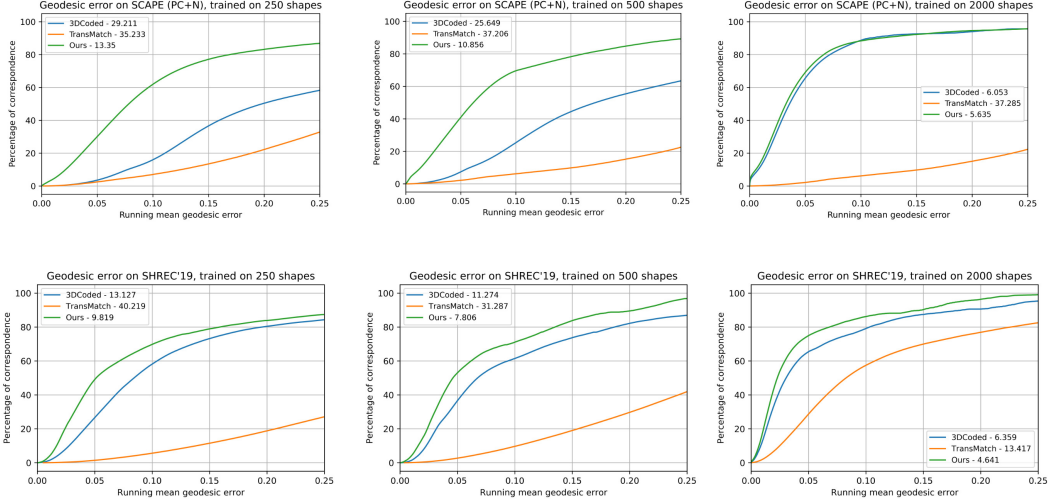 Geodesic error on SCAPE (PC+N), trained on 250 shapes
3DCoded - 29.211
TransMatch - 35.233
Ours - 13.35
Percentage of correspondence
100
80
60
40
20
0
0.00 0.05 0.10 0.15 0.20 0.25
Running mean geodesic error
Geodesic error on SCAPE (PC+N), trained on 500 shapes
3DCoded - 25.649
TransMatch - 37.206
Ours - 10.856
Percentage of correspondence
100
80
60
40
20
0
0.00 0.05 0.10 0.15 0.20 0.25
Running mean geodesic error
Geodesic error on SCAPE (PC+N), trained on 2000 shapes
3DCoded - 6.053
TransMatch - 37.285
Ours - 5.635
Percentage of correspondence
100
80
60
40
20
0
0.00 0.05 0.10 0.15 0.20 0.25
Running mean geodesic error
Geodesic error on SHREC'19, trained on 250 shapes
3DCoded - 13.127
TransMatch - 40.219
Ours - 9.819
Percentage of correspondence
100
80
60
40
20
0
0.00 0.05 0.10 0.15 0.20 0.25
Running mean geodesic error
Geodesic error on SHREC'19, trained on 500 shapes
3DCoded - 11.274
TransMatch - 31.287
Ours - 7.806
Percentage of correspondence
100
80
60
40
20
0
0.00 0.05 0.10 0.15 0.20 0.25
Running mean geodesic error
Geodesic error on SHREC'19, trained on 2000 shapes
3DCoded - 6.359
TransMatch - 13.417
Ours - 4.641
Percentage of correspondence
100
80
60
40
20
0
0.00 0.05 0.10 0.15 0.20 0.25
Running mean geodesic error